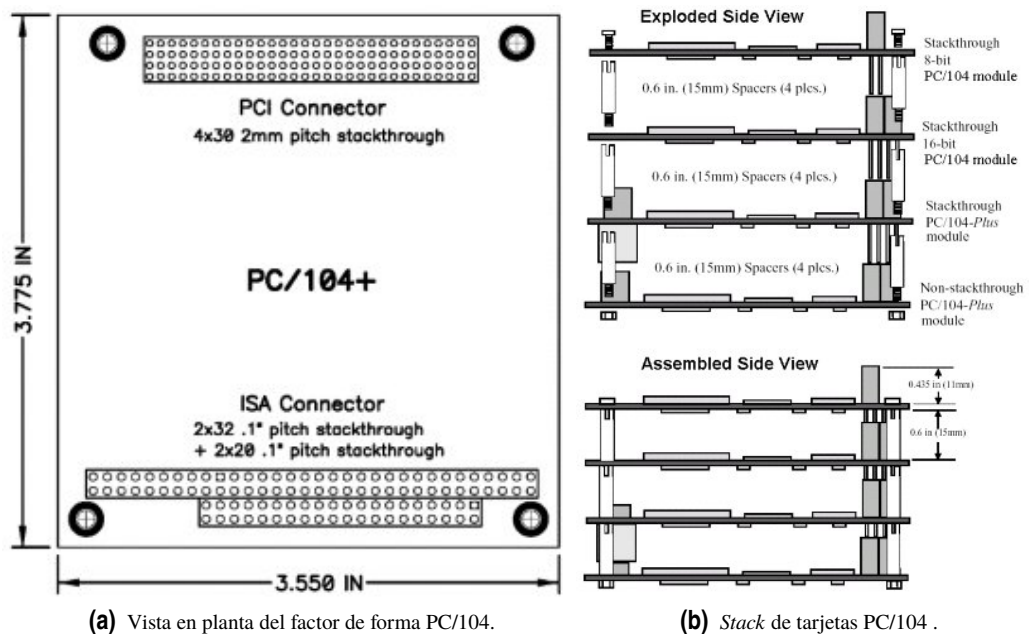 PCI Connector
4x30 2mm pitch stackthrough
3.775 IN
PC/104+
ISA Connector
2x32 .1" pitch stackthrough
+ 2x20 .1" pitch stackthrough
3.550 IN
(a) Vista en planta del factor de forma PC/104.
Exploded Side View
Stackthrough
8-bit
PC/104 module
0.6 in. (15mm) Spacers (4 plcs.)
Stackthrough
16-bit
PC/104 module
0.6 in. (15mm) Spacers (4 plcs.)
Stackthrough
PC/104-Plus
module
0.6 in. (15mm) Spacers (4 plcs.)
Non-stackthrough
PC/104-Plus
module
Assembled Side View
0.435 in (11mm)
0.6 in (15mm)
(b) Stack de tarjetas PC/104 .